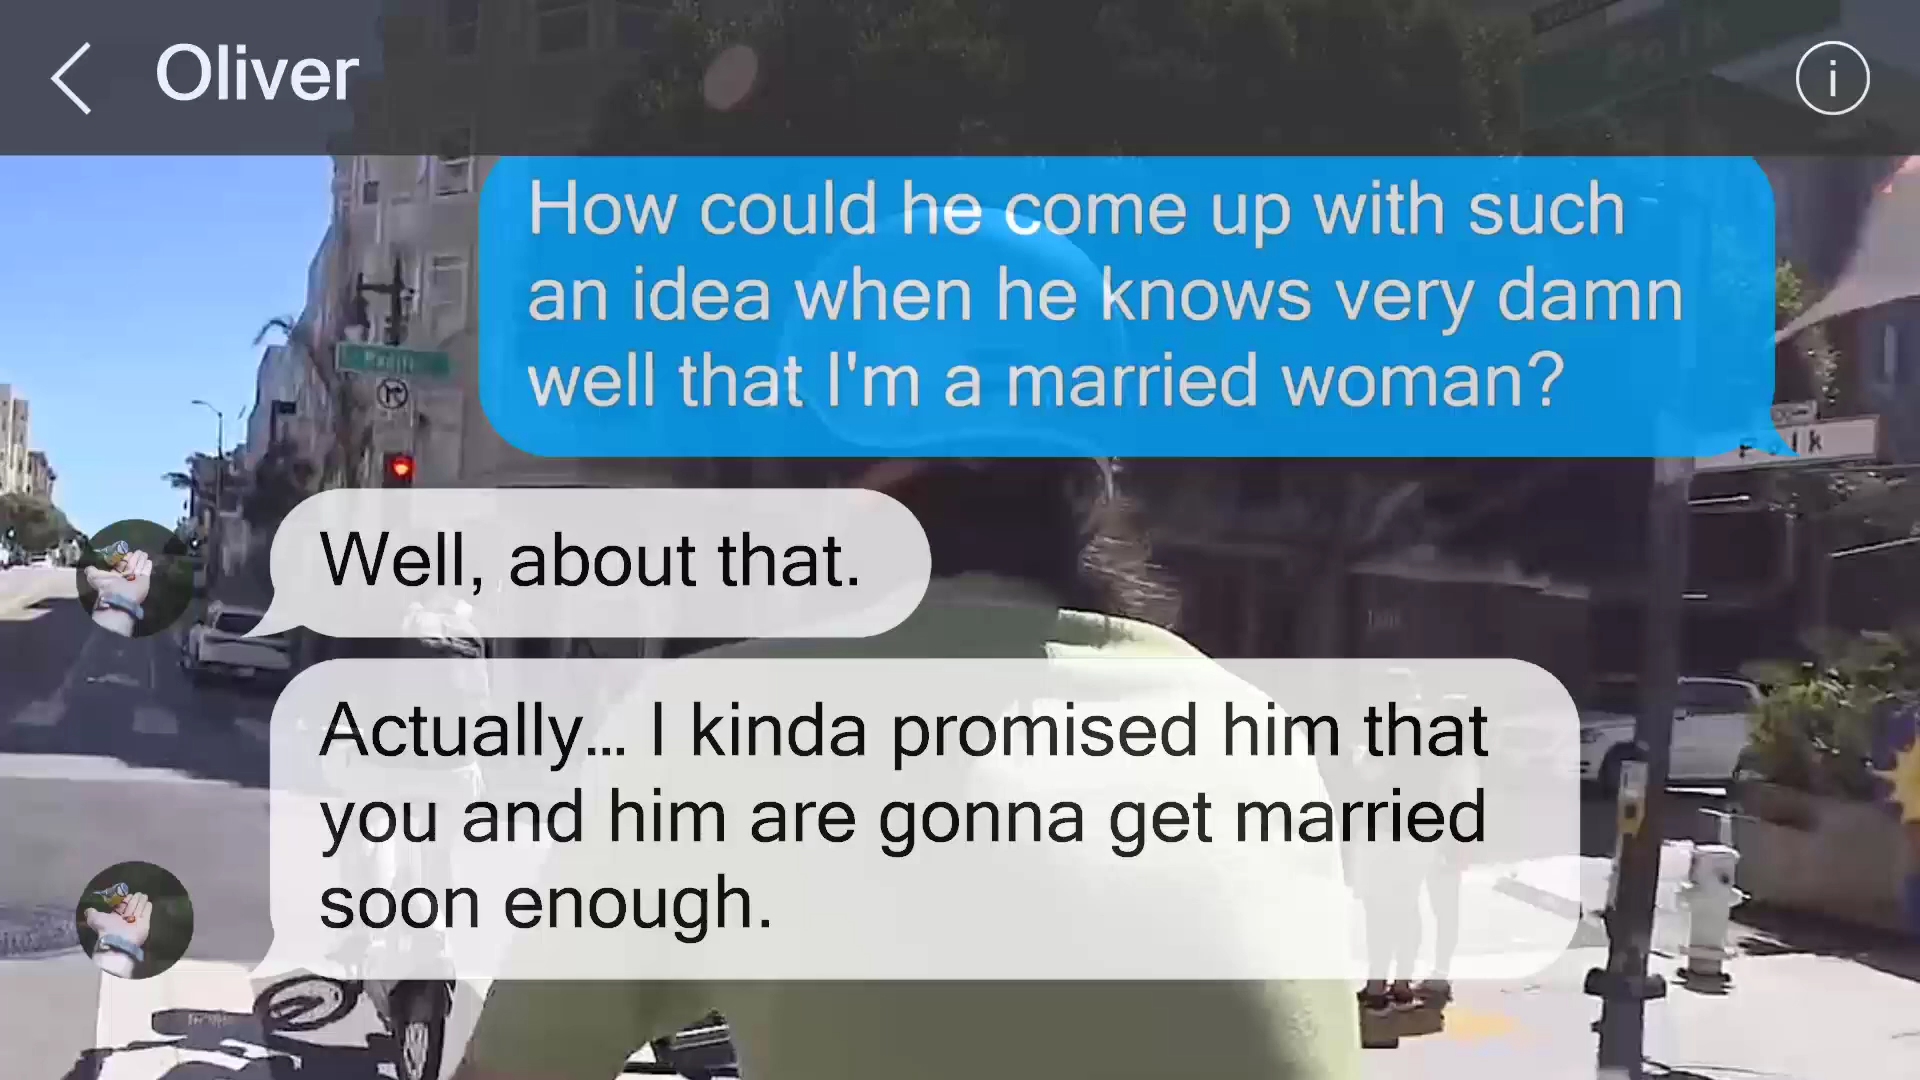 Oliver
How could he come up with such
an idea when he knows very damn
well that I'm a married woman?
Polk
Well, about that.
Actually... I kinda promised him that
you and him are gonna get married
soon enough.